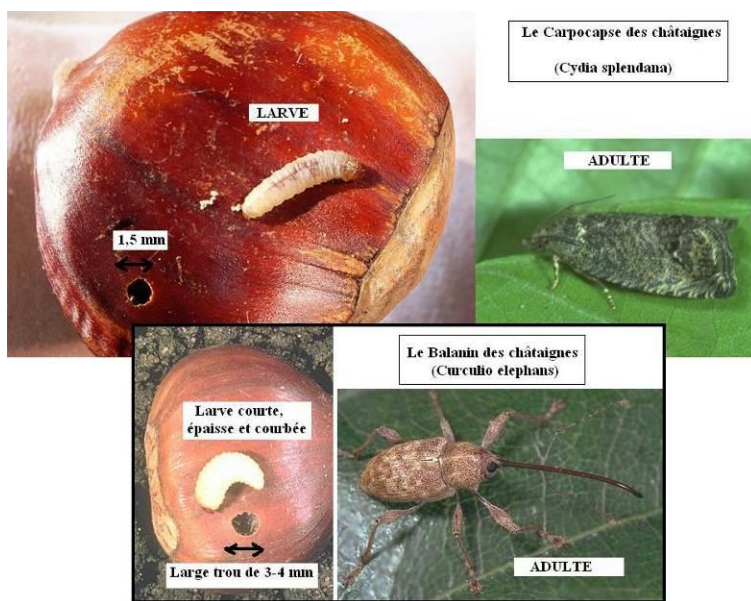 Le Carpocapse des châtaignes
(Cydia splendana)
LARVE
ADULTE
1,5 mm
Le Balanin des châtaignes
(Curculio elephans)
Larve courte,
épaisse et courbée
Large trou de 3-4 mm
ADULTE